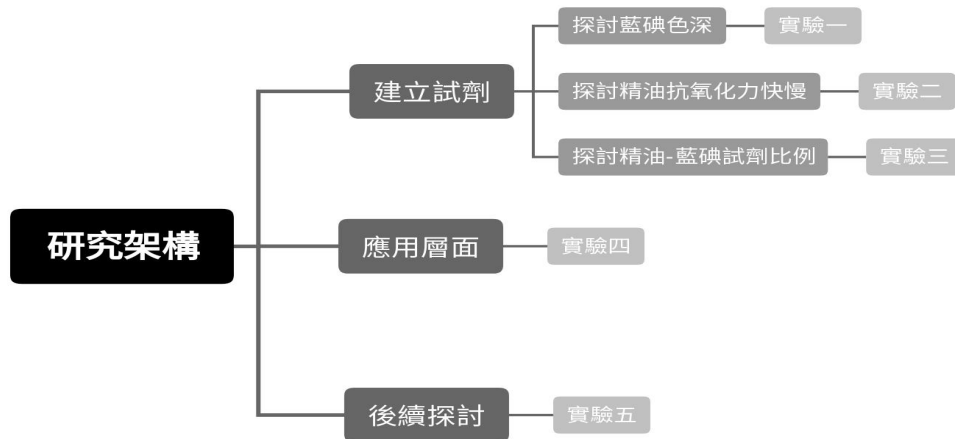 研究架構
建立試劑
探討藍碘色深
實驗一
探討精油抗氧化力快慢
實驗二
探討精油-藍碘試劑比例
實驗三
應用層面
實驗四
後續探討
實驗五